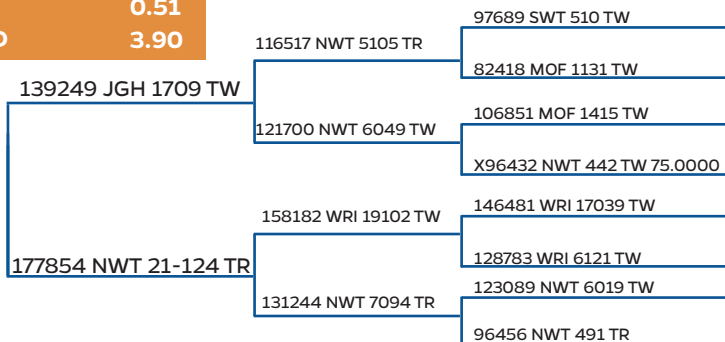 0.51
3.90
97689 SWT 510 TW
116517 NWT 5105 TR
82418 MOF 1131 TW
139249 JGH 1709 TW
106851 MOF 1415 TW
121700 NWT 6049 TW
X96432 NWT 442 TW 75.0000
146481 WRI 17039 TW
158182 WRI 19102 TW
128783 WRI 6121 TW
177854 NWT 21-124 TR
123089 NWT 6019 TW
131244 NWT 7094 TR
96456 NWT 491 TR